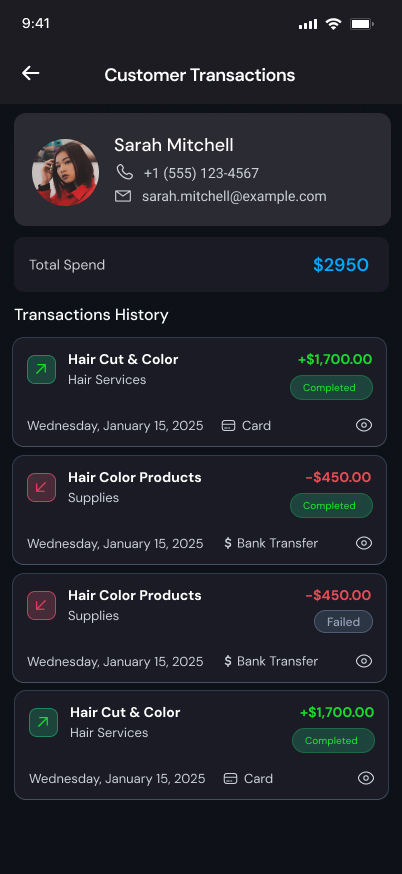 9:41
Customer Transactions
Sarah Mitchell
+1 (555) 123-4567
sarah.mitchell@example.com
Total Spend $2950
Transactions History
Hair Cut & Color +$1,700.00
Hair Services Completed
Wednesday, January 15, 2025 Card
Hair Color Products -$450.00
Supplies Completed
Wednesday, January 15, 2025 $ Bank Transfer
Hair Color Products -$450.00
Supplies Failed
Wednesday, January 15, 2025 $ Bank Transfer
Hair Cut & Color +$1,700.00
Hair Services Completed
Wednesday, January 15, 2025 Card